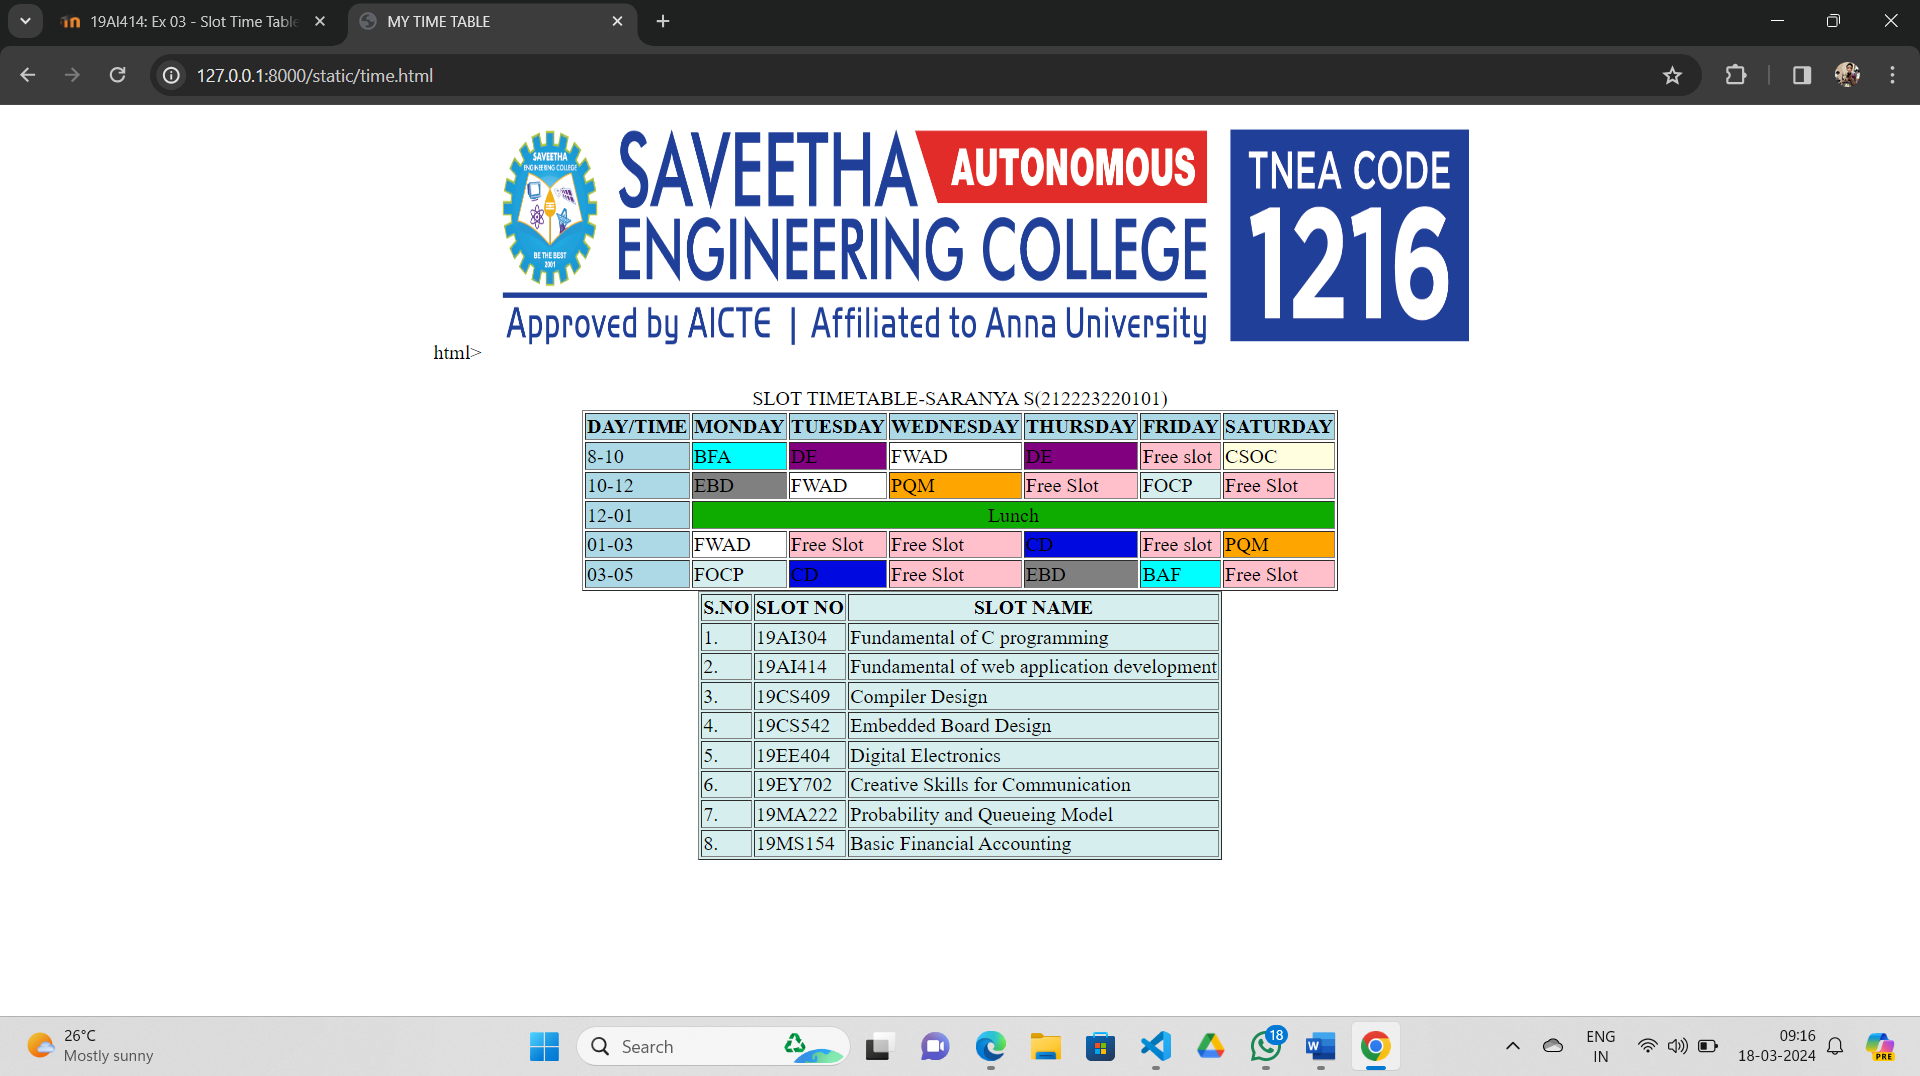 19AI414: Ex 03 - Slot Time Table
MY TIME TABLE
127.0.0.1:8000/static/time.html
SAVEETHA AUTONOMOUS
ENGINEERING COLLEGE
Approved by AICTE | Affiliated to Anna University
SAVEETHA
ENGINEERING COLLEGE
BE THE BEST
2001
TNEA CODE
1216
html>
SLOT TIMETABLE-SARANYA S(212223220101)
DAY/TIME MONDAY TUESDAY WEDNESDAY THURSDAY FRIDAY SATURDAY
8-10 BFA DE FWAD DE Free slot CSOC
10-12 EBD FWAD PQM Free Slot FOCP Free Slot
12-01 Lunch
01-03 FWAD Free Slot Free Slot CD Free slot PQM
03-05 FOCP CD Free Slot EBD BAF Free Slot
S.NO SLOT NO SLOT NAME
1. 19AI304 Fundamental of C programming
2. 19AI414 Fundamental of web application development
3. 19CS409 Compiler Design
4. 19CS542 Embedded Board Design
5. 19EE404 Digital Electronics
6. 19EY702 Creative Skills for Communication
7. 19MA222 Probability and Queueing Model
8. 19MS154 Basic Financial Accounting
26°C
Mostly sunny
Search
18
W
ENG
IN
09:16
18-03-2024
PRE